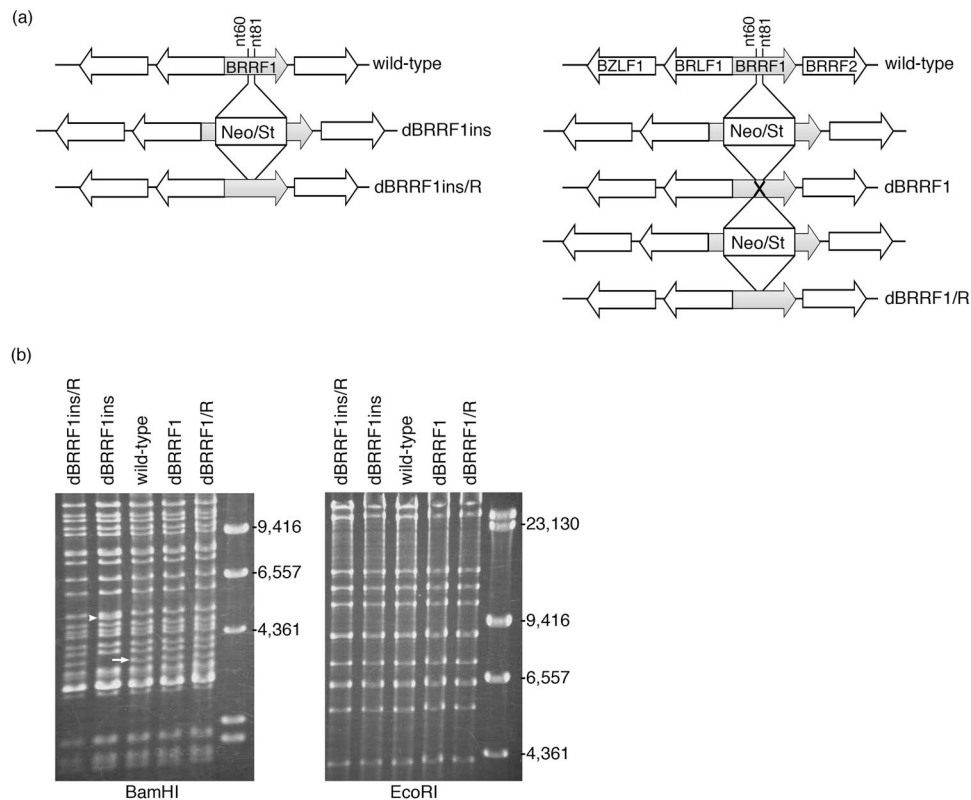 (a)
nt60
nt81
BRRF1
wild-type
Neo/St
dBRRF1ins
dBRRF1ins/R
nt60
nt81
BZLF1
BRLF1
BRRF1
BRRF2
wild-type
Neo/St
dBRRF1
Neo/St
dBRRF1/R
(b)
dBRRF1ins/R
dBRRF1ins
wild-type
dBRRF1
dBRRF1/R
-9,416
-6,557
-4,361
BamHI
dBRRF1ins/R
dBRRF1ins
wild-type
dBRRF1
dBRRF1/R
-23,130
-9,416
-6,557
-4,361
EcoRI